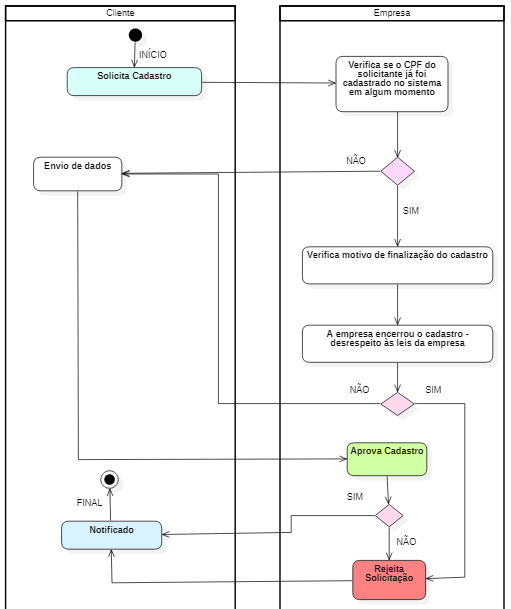 Cliente
Empresa
INÍCIO
Solicita Cadastro
Verifica se o CPF do
solicitante já foi
cadastrado no sistema
em algum momento
NÃO
Envio de dados
SIM
Verifica motivo de finalização do cadastro
A empresa encerrou o cadastro -
desrespeito às leis da empresa
NÃO
SIM
Aprova Cadastro
SIM
FINAL
Notificado
NÃO
Rejeita
Solicitação